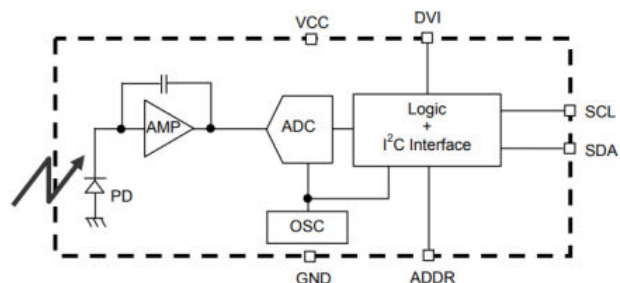 VCC
DVI
AMP
ADC
Logic
+
I²C Interface
SCL
SDA
PD
OSC
GND
ADDR